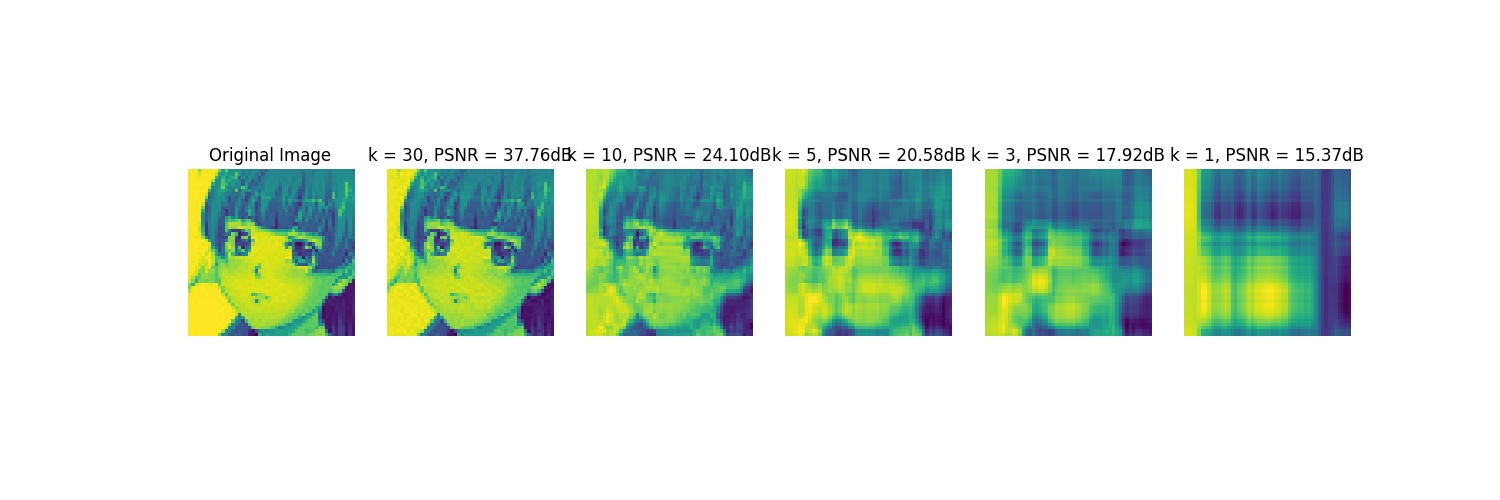 Original Image
k = 30, PSNR = 37.76dB
k = 10, PSNR = 24.10dB
k = 5, PSNR = 20.58dB
k = 3, PSNR = 17.92dB
k = 1, PSNR = 15.37dB